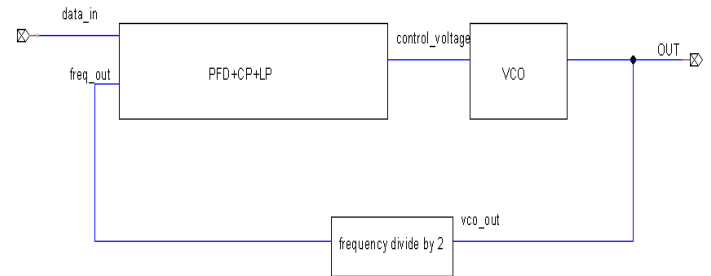 data_in
control_voltage
OUT
freq_out
PFD+CP+LP
VCO
vco_out
frequency divide by 2